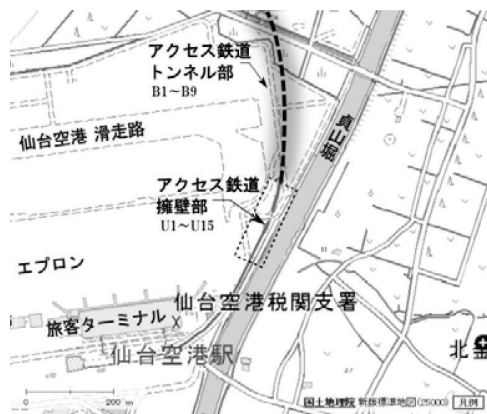 アクセス鉄道
トンネル部
B1～B9
仙台空港 滑走路
貞山堀
アクセス鉄道
擁壁部
U1～U15
エプロン
仙台空港税関支署
旅客ターミナル
仙台空港駅
北釜
0 200 m
国土地理院 新版標準地図(25000) 凡例